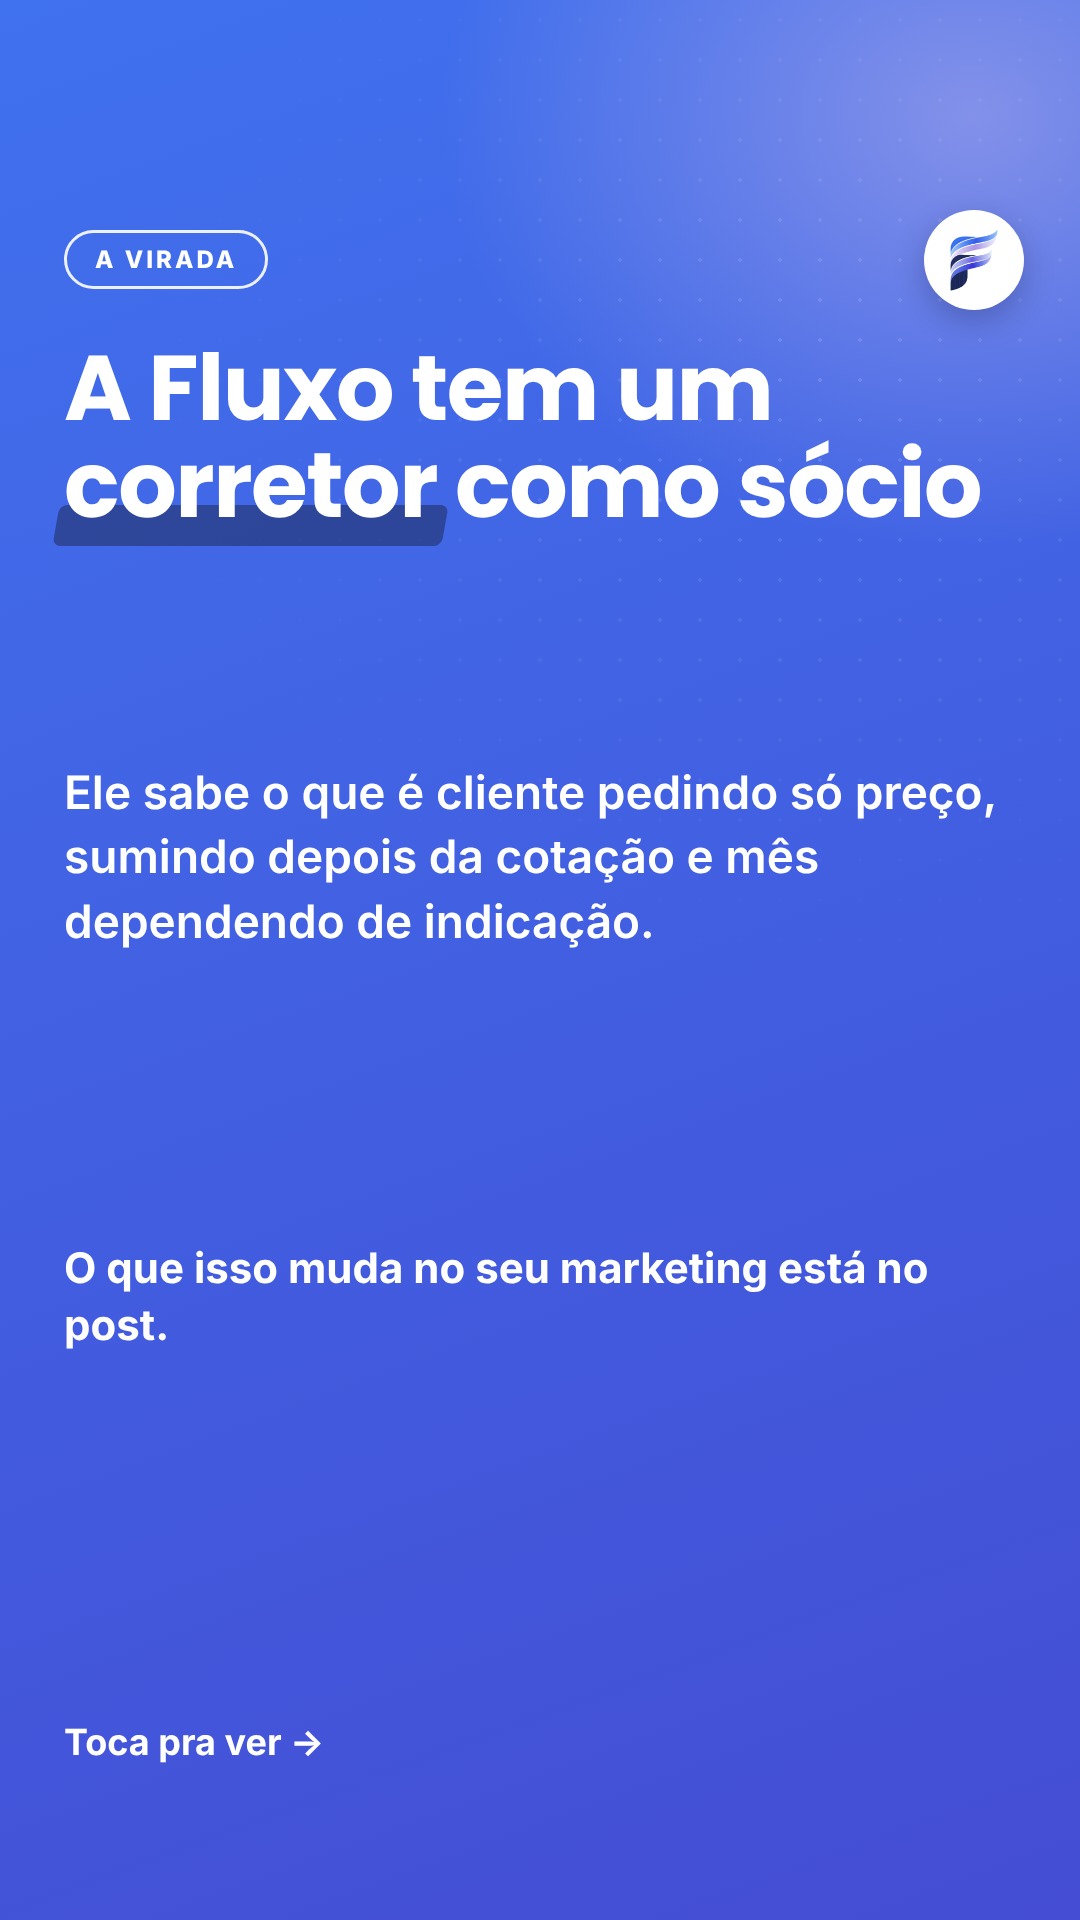 A VIRADA
A Fluxo tem um
corretor como sócio
Ele sabe o que é cliente pedindo só preço,
sumindo depois da cotação e mês
dependendo de indicação.
O que isso muda no seu marketing está no
post.
Toca pra ver →